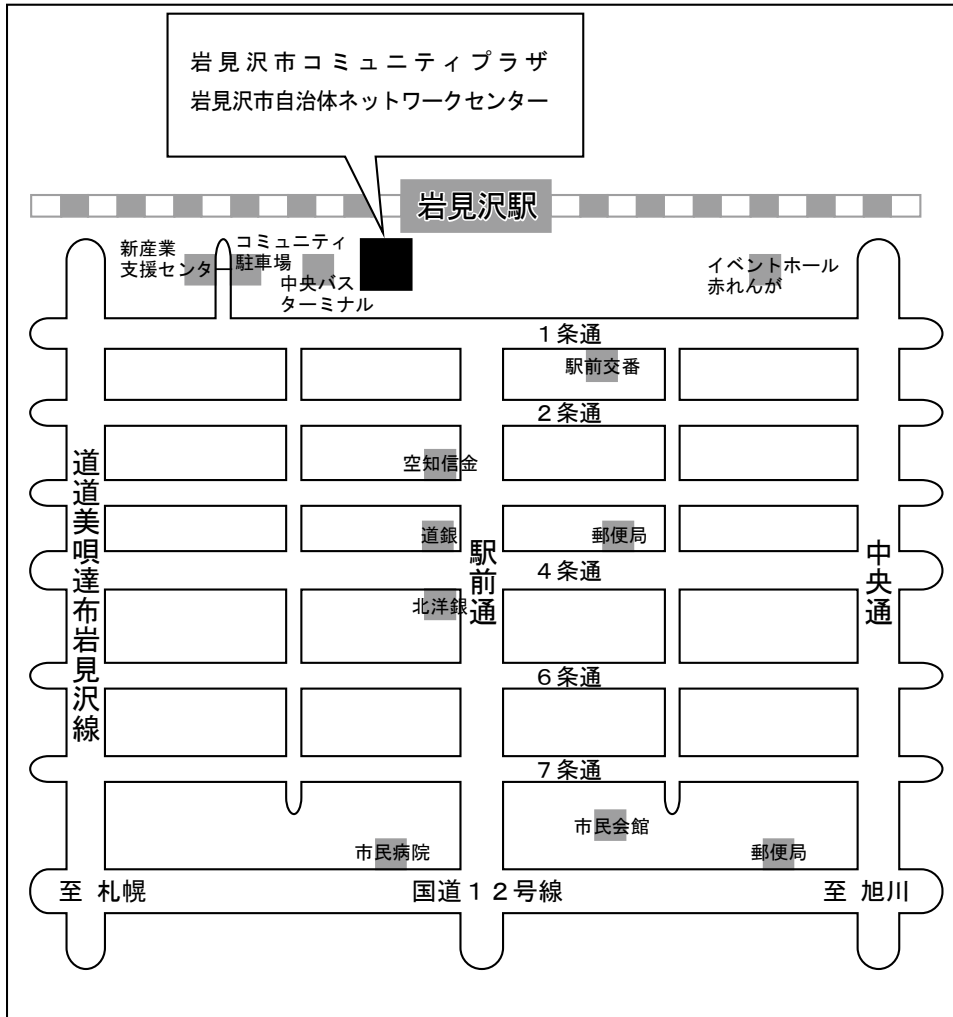 岩見沢市コミュニティプラザ
岩見沢市自治体ネットワークセンター
岩見沢駅
新産業
支援センター
コミュニティ
駐車場
中央バス
ターミナル
イベントホール
赤れんが
1条通
駅前交番
2条通
空知信金
道銀
郵便局
4条通
北洋銀
6条通
7条通
道道美唄達布岩見沢線
駅前通
中央通
市民会館
市民病院
郵便局
至 札幌
国道12号線
至 旭川